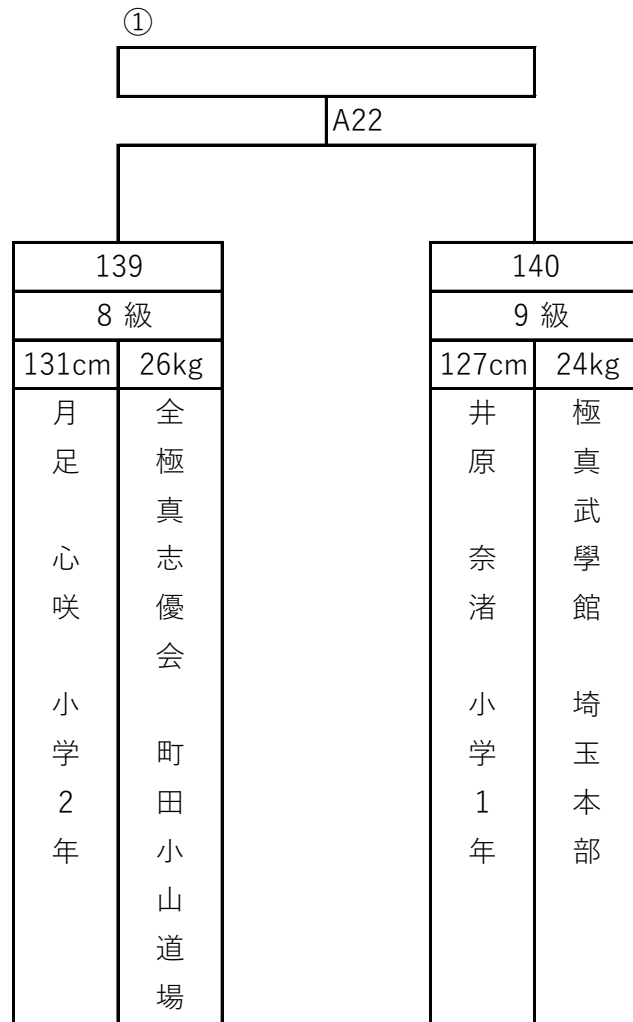 ①
A22
139
8 級
131cm 26kg
月足 心咲 小学2年
全極真志優会 町田小山道場
140
9 級
127cm 24kg
井原 奈渚 小学1年
極真武學館 埼玉本部